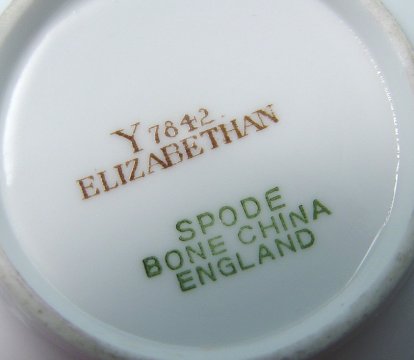 Y 7842
ELIZABETHAN
SPODE
BONE CHINA
ENGLAND